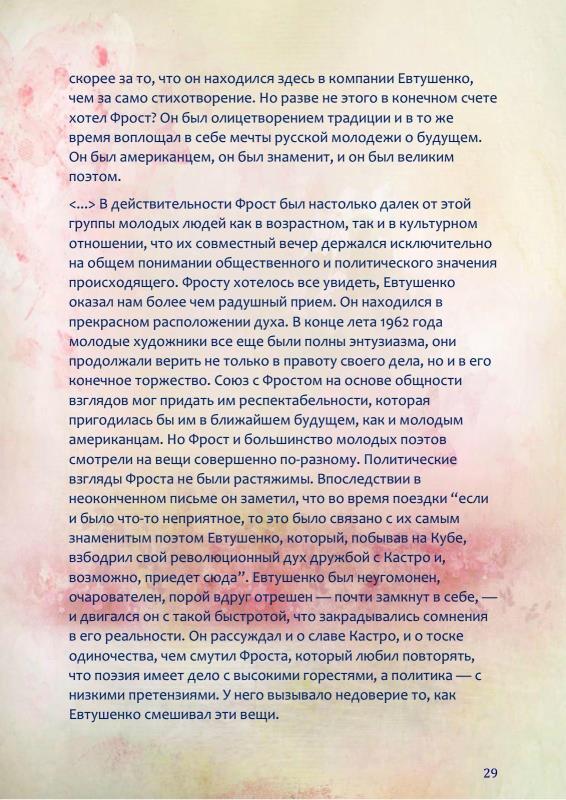 скорее за то, что он находился здесь в компании Евтушенко,
чем за само стихотворение. Но разве не этого в конечном счете
хотел Фрост? Он был олицетворением традиции и в то же
время воплощал в себе мечты русской молодежи о будущем.
Он был американцем, он был знаменит, и он был великим
поэтом.
<...> В действительности Фрост был настолько далек от этой
группы молодых людей как в возрастном, так и в культурном
отношении, что их совместный вечер держался исключительно
на общем понимании общественного и политического значения
происходящего. Фросту хотелось все увидеть, Евтушенко
оказал нам более чем радушный прием. Он находился в
прекрасном расположении духа. В конце лета 1962 года
молодые художники все еще были полны энтузиазма, они
продолжали верить не только в правоту своего дела, но и в его
конечное торжество. Союз с Фростом на основе общности
взглядов мог придать им респектабельности, которая
пригодилась бы им в ближайшем будущем, как и молодым
американцам. Но Фрост и большинство молодых поэтов
смотрели на вещи совершенно по-разному. Политические
взгляды Фроста не были растяжимы. Впоследствии в
неоконченном письме он заметил, что во время поездки “если
и было что-то неприятное, то это было связано с их самым
знаменитым поэтом Евтушенко, который, побывав на Кубе,
взбодрил свой революционный дух дружбой с Кастро и,
возможно, приедет сюда”. Евтушенко был неугомонен,
очарователен, порой вдруг отрешен — почти замкнут в себе, —
и двигался он с такой быстротой, что закрадывались сомнения
в его реальности. Он рассуждал и о славе Кастро, и о тоске
одиночества, чем смутил Фроста, который любил повторять,
что поэзия имеет дело с высокими горестями, а политика — с
низкими претензиями. У него вызывало недоверие то, как
Евтушенко смешивал эти вещи.
29